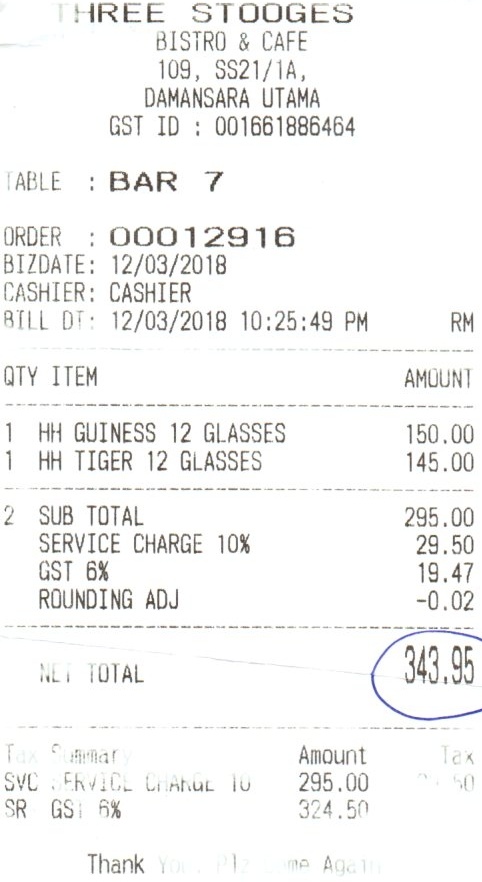 THREE STOOGES
BISTRO & CAFE
109, SS21/1A,
DAMANSARA UTAMA
GST ID : 001661886464
TABLE : BAR 7
ORDER : 00012916
BIZDATE: 12/03/2018
CASHIER: CASHIER
BILL DT: 12/03/2018 10:25:49 PM RM
QTY ITEM AMOUNT
1 HH GUINESS 12 GLASSES 150.00
1 HH TIGER 12 GLASSES 145.00
2 SUB TOTAL 295.00
SERVICE CHARGE 10% 29.50
GST 6% 19.47
ROUNDING ADJ -0.02
NET TOTAL 343.95
Tax Summary Amount Tax
SVC SERVICE CHARGE 10 295.00
SR GST 6% 324.50
Thank You, Plz Come Again